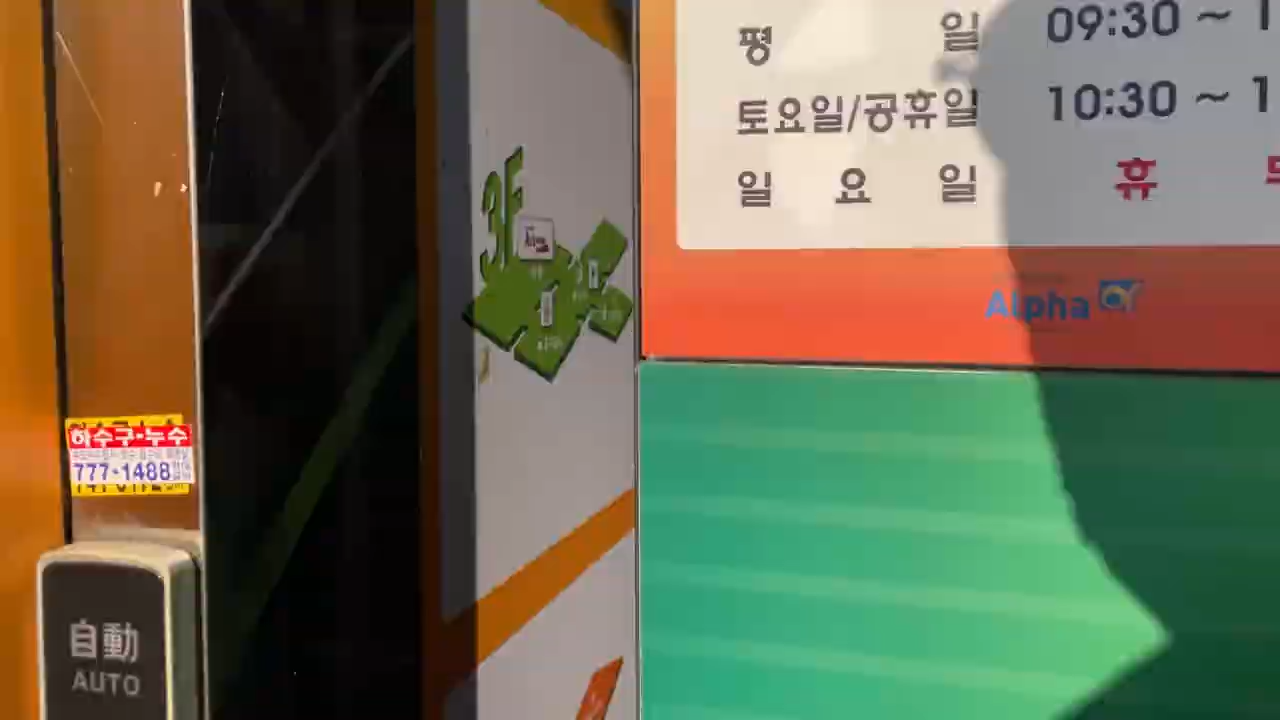 평 일 09:30 ~ 1
토요일/공휴일 10:30 ~ 1
일 요 일 휴
Alpha
3F
하수구·누수
777-1488
自動
AUTO